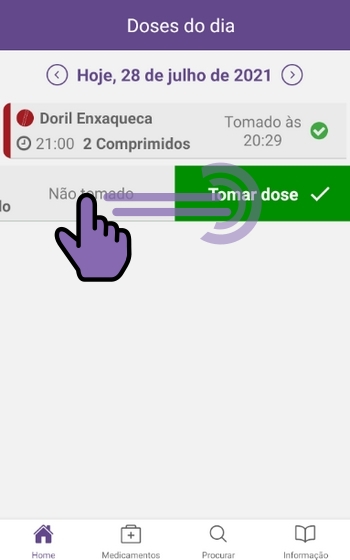 Doses do dia
Hoje, 28 de julho de 2021
Doril Enxaqueca
21:00 2 Comprimidos
Tomado às
20:29
lo
Não tomado
Tomar dose
Home
Medicamentos
Procurar
Informação